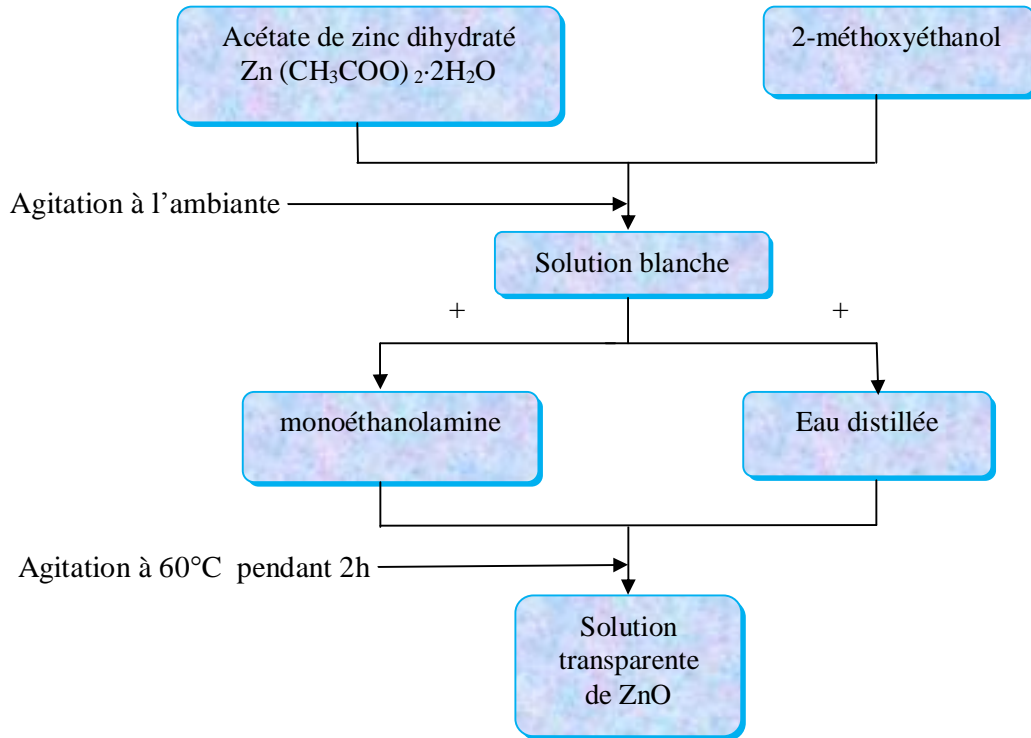 Acétate de zinc dihydraté
Zn (CH₃COO) ₂·2H₂O
2-méthoxyéthanol
Agitation à l’ambiante
Solution blanche
+
+
monoéthanolamine
Eau distillée
Agitation à 60°C pendant 2h
Solution
transparente
de ZnO